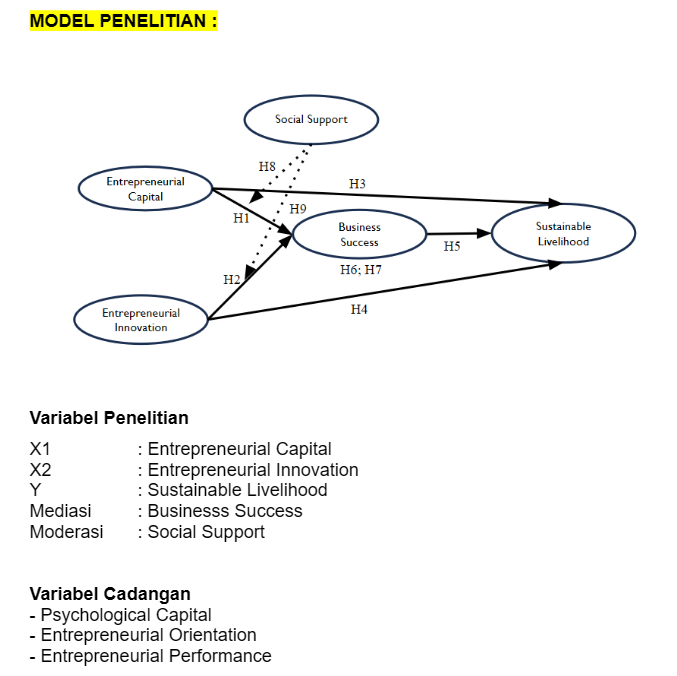 MODEL PENELITIAN :
Social Support
H8
Entrepreneurial
Capital
H3
H9
H1
Business
Success
Sustainable
Livelihood
H5
H6; H7
H2
H4
Entrepreneurial
Innovation
Variabel Penelitian
X1 : Entrepreneurial Capital
X2 : Entrepreneurial Innovation
Y : Sustainable Livelihood
Mediasi : Businesss Success
Moderasi : Social Support
Variabel Cadangan
- Psychological Capital
- Entrepreneurial Orientation
- Entrepreneurial Performance